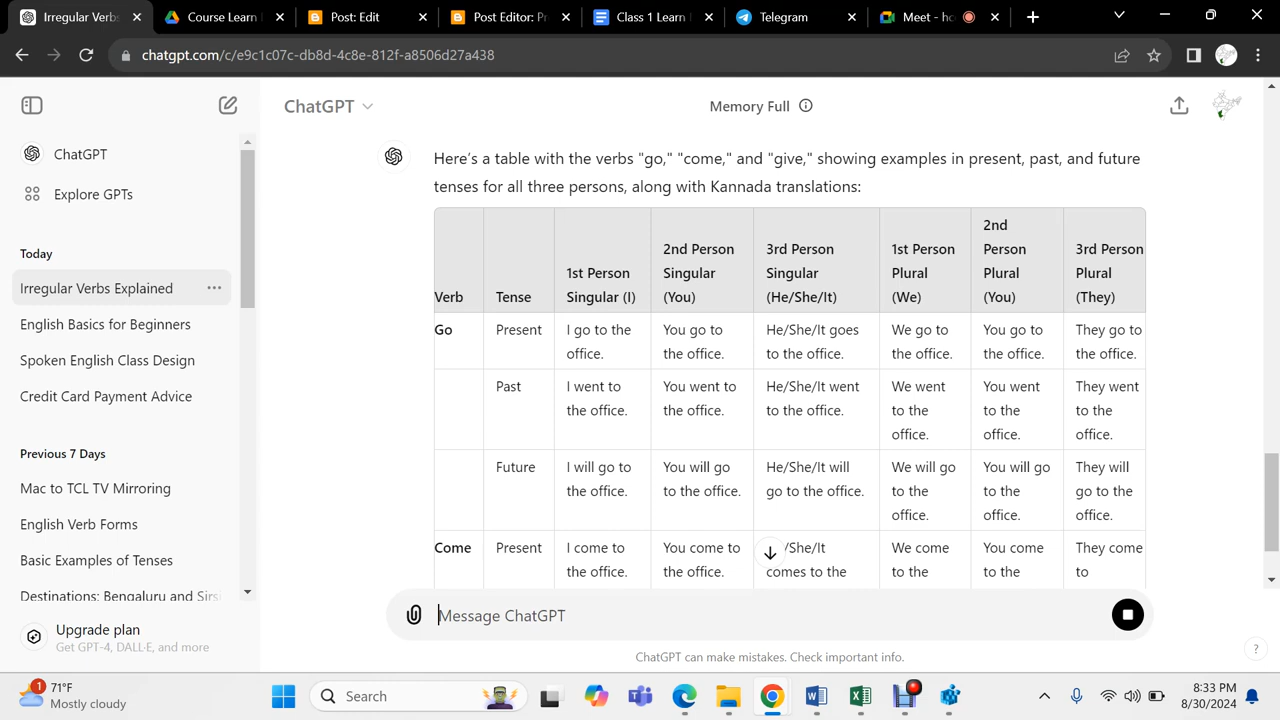 Irregular Verbs Explained
Course Learn
Post: Edit
Post Editor: Pr
Class 1 Learn
Telegram
Meet - ho
chatgpt.com/c/e9c1c07c-db8d-4c8e-812f-a8506d27a438
ChatGPT
Explore GPTs
Today
Irregular Verbs Explained
English Basics for Beginners
Spoken English Class Design
Credit Card Payment Advice
Previous 7 Days
Mac to TCL TV Mirroring
English Verb Forms
Basic Examples of Tenses
Destinations: Bengaluru and Sirsi
Upgrade plan
Get GPT-4, DALL·E, and more
ChatGPT
Memory Full
Here's a table with the verbs "go," "come," and "give," showing examples in present, past, and future
tenses for all three persons, along with Kannada translations:
Verb Tense 1st Person Singular (I) 2nd Person Singular (You) 3rd Person Singular (He/She/It) 1st Person Plural (We) 2nd Person Plural (You) 3rd Person Plural (They)
Go Present I go to the office. You go to the office. He/She/It goes to the office. We go to the office. You go to the office. They go to the office.
Past I went to the office. You went to the office. He/She/It went to the office. We went to the office. You went to the office. They went to the office.
Future I will go to the office. You will go to the office. He/She/It will go to the office. We will go to the office. You will go to the office. They will go to the office.
Come Present I come to the office. You come to the office. /She/It comes to the We come to the You come to the They come to
Message ChatGPT
ChatGPT can make mistakes. Check important info.
?
1
71°F
Mostly cloudy
Search
8:33 PM
8/30/2024